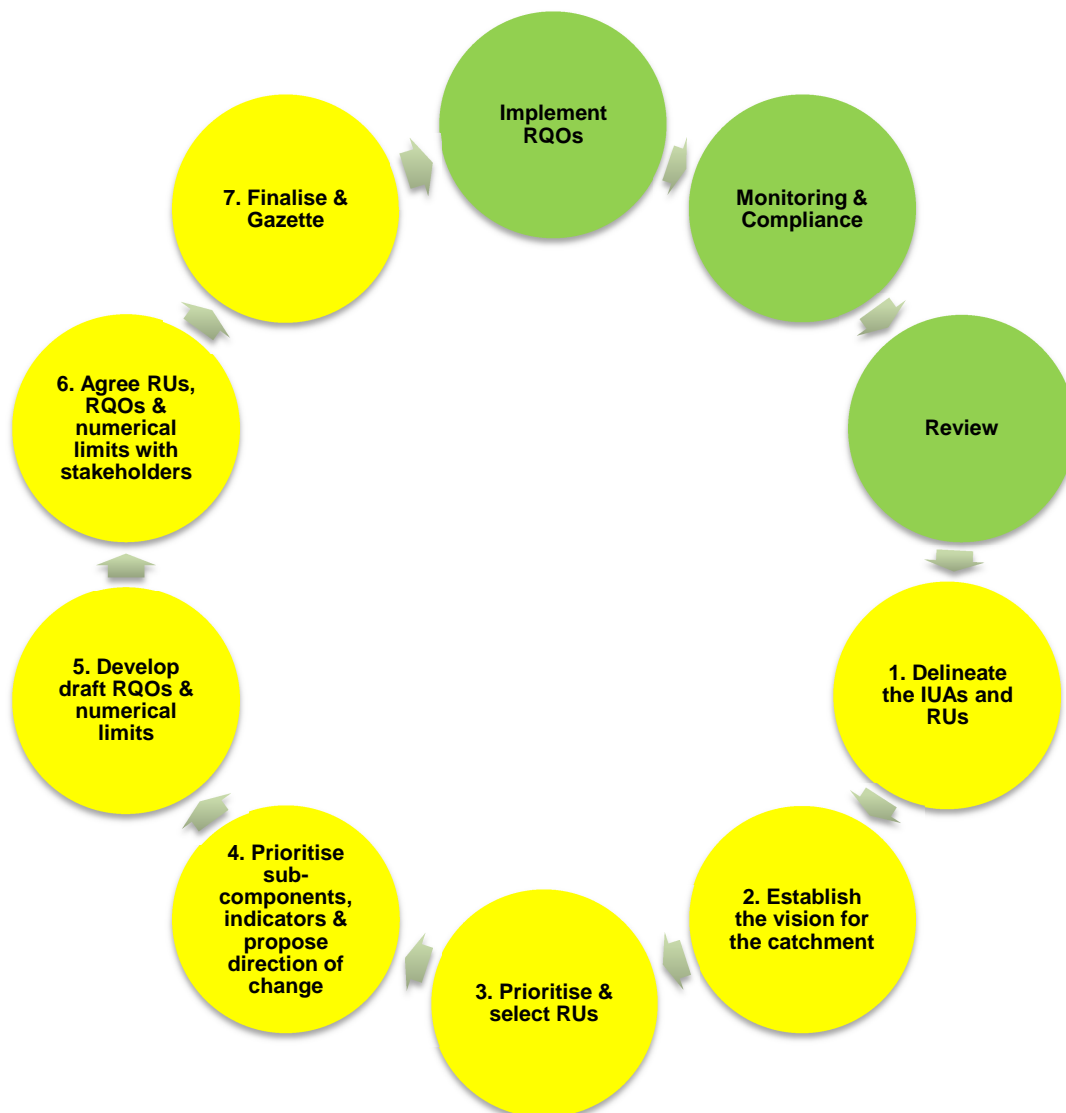 Implement
RQOs
Monitoring &
Compliance
Review
1. Delineate
the IUAs and
RUs
2. Establish
the vision for
the catchment
3. Prioritise &
select RUs
4. Prioritise
sub-
components,
indicators &
propose
direction of
change
5. Develop
draft RQOs &
numerical
limits
6. Agree RUs,
RQOs &
numerical
limits with
stakeholders
7. Finalise &
Gazette